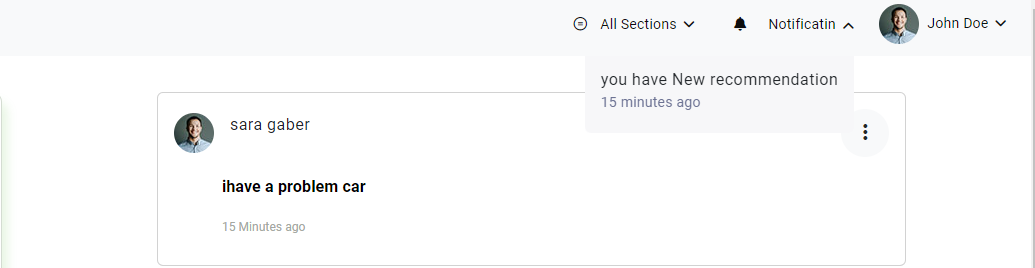 All Sections Notificatin John Doe
you have New recommendation
15 minutes ago
sara gaber
ihave a problem car
15 Minutes ago